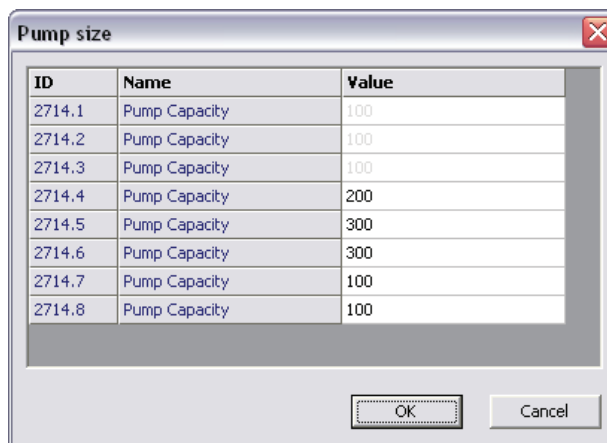 Pump size
ID Name Value
2714.1 Pump Capacity 100
2714.2 Pump Capacity 100
2714.3 Pump Capacity 100
2714.4 Pump Capacity 200
2714.5 Pump Capacity 300
2714.6 Pump Capacity 300
2714.7 Pump Capacity 100
2714.8 Pump Capacity 100
OK Cancel